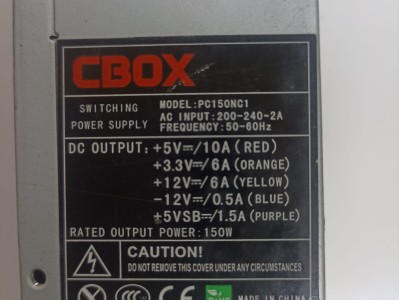 CBOX
SWITCHING
POWER SUPPLY
MODEL:PC150NC1
AC INPUT:200-240-2A
FREQUENCY:50-60Hz
DC OUTPUT: +5V⎓/10A (RED)
+3.3V⎓/6A (ORANGE)
+12V⎓/6A (YELLOW)
-12V⎓/0.5A (BLUE)
±5VSB⎓/1.5A (PURPLE)
RATED OUTPUT POWER:150W
CAUTION!
DO NOT REMOVE THIS COVER UNDER ANY CIRCUMSTANCES
CCC
MADE IN CHINA